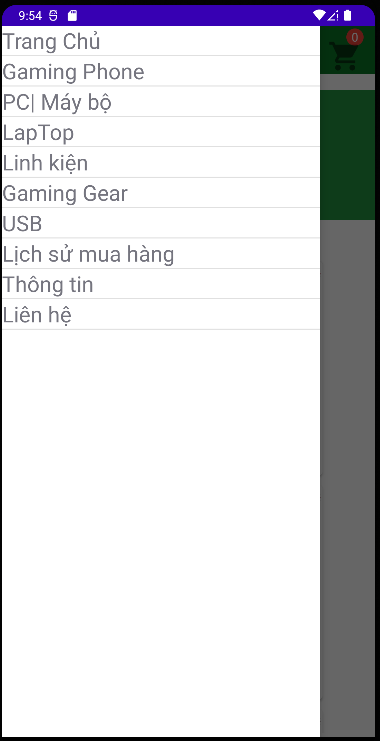 9:54
0
Trang Chủ
Gaming Phone
PC| Máy bộ
LapTop
Linh kiện
Gaming Gear
USB
Lịch sử mua hàng
Thông tin
Liên hệ